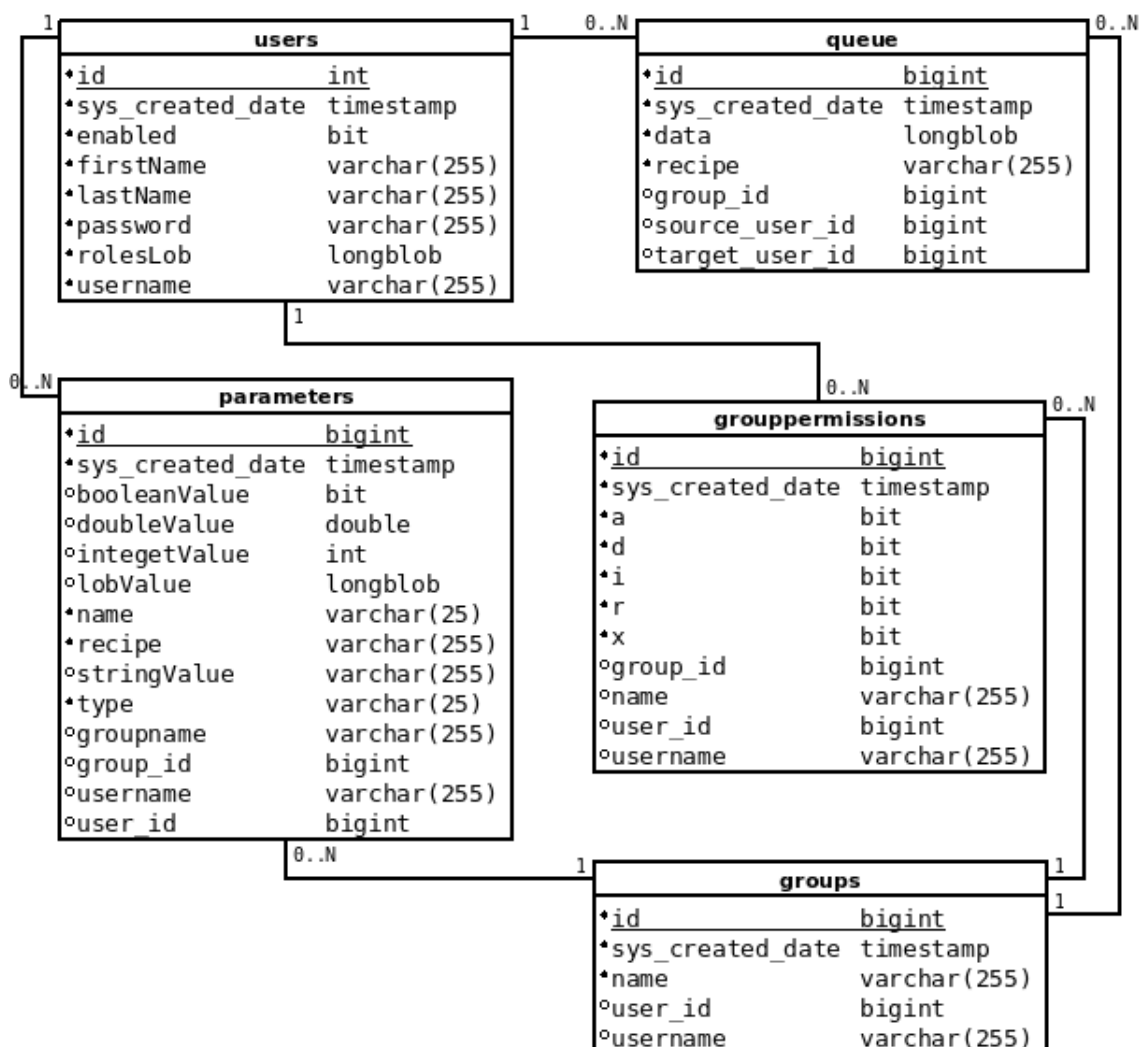 1
1
0..N
0..N
users
id int
sys_created_date timestamp
enabled bit
firstName varchar(255)
lastName varchar(255)
password varchar(255)
rolesLob longblob
username varchar(255)
1
queue
id bigint
sys_created_date timestamp
data longblob
recipe varchar(255)
group_id bigint
source_user_id bigint
target_user_id bigint
0..N
parameters
id bigint
sys_created_date timestamp
booleanValue bit
doubleValue double
integetValue int
lobValue longblob
name varchar(25)
recipe varchar(255)
stringValue varchar(255)
type varchar(25)
groupname varchar(255)
group_id bigint
username varchar(255)
user_id bigint
0..N
0..N
0..N
grouppermissions
id bigint
sys_created_date timestamp
a bit
d bit
i bit
r bit
x bit
group_id bigint
name varchar(255)
user_id bigint
username varchar(255)
1
1
1
groups
id bigint
sys_created_date timestamp
name varchar(255)
user_id bigint
username varchar(255)